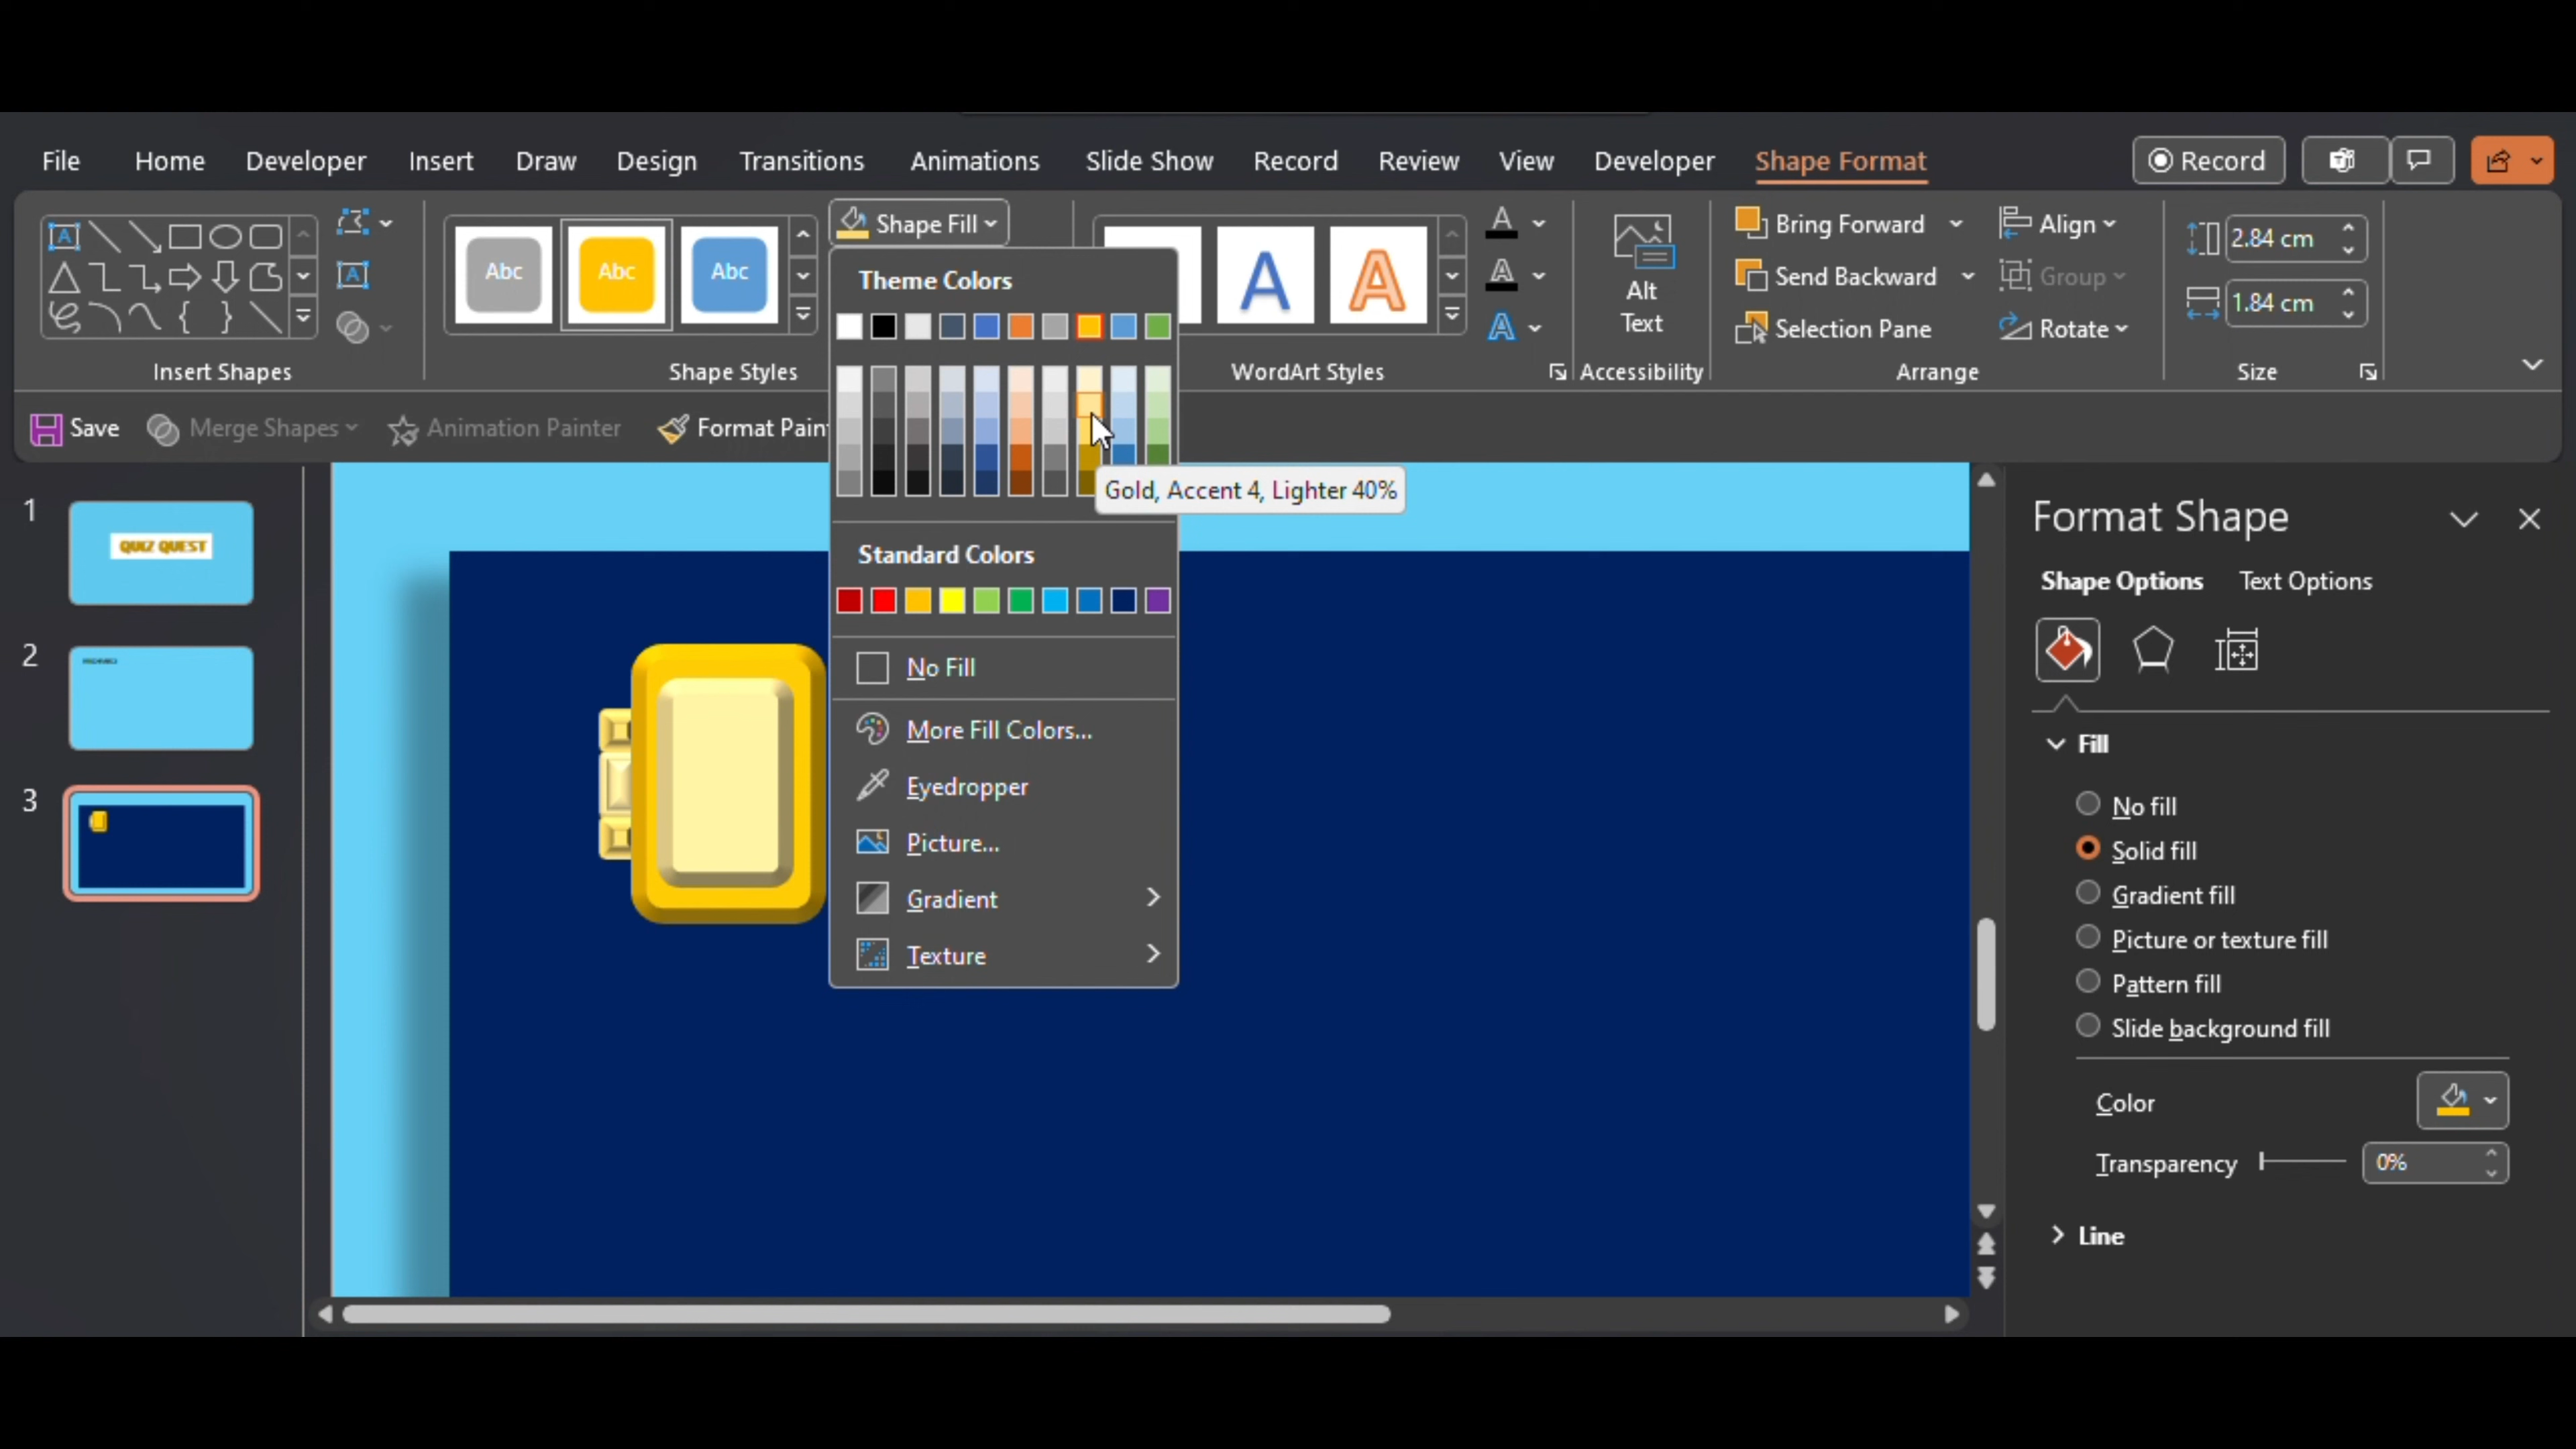 File Home Developer Insert Draw Design Transitions Animations Slide Show Record Review View Developer Shape Format Record
Abc Abc Abc
Shape Fill
Theme Colors
Standard Colors
No Fill
More Fill Colors...
Eyedropper
Picture...
Gradient
Texture
Gold, Accent 4, Lighter 40%
A A
Alt
Text
Bring Forward
Send Backward
Selection Pane
Align
Group
Rotate
2.84 cm
1.84 cm
Insert Shapes Shape Styles WordArt Styles Accessibility Arrange Size
Save Merge Shapes Animation Painter Format Paint
1
QUIZ QUEST
2
3
Format Shape
Shape Options Text Options
Fill
No fill
Solid fill
Gradient fill
Picture or texture fill
Pattern fill
Slide background fill
Color
Transparency 0%
Line